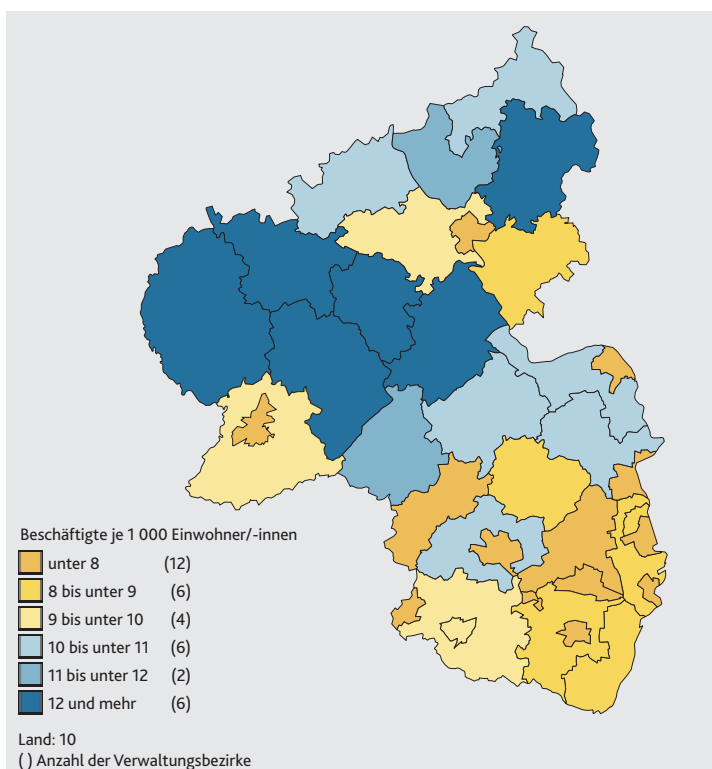 Beschäftigte je 1 000 Einwohner/-innen
unter 8 (12)
8 bis unter 9 (6)
9 bis unter 10 (4)
10 bis unter 11 (6)
11 bis unter 12 (2)
12 und mehr (6)
Land: 10
( ) Anzahl der Verwaltungsbezirke